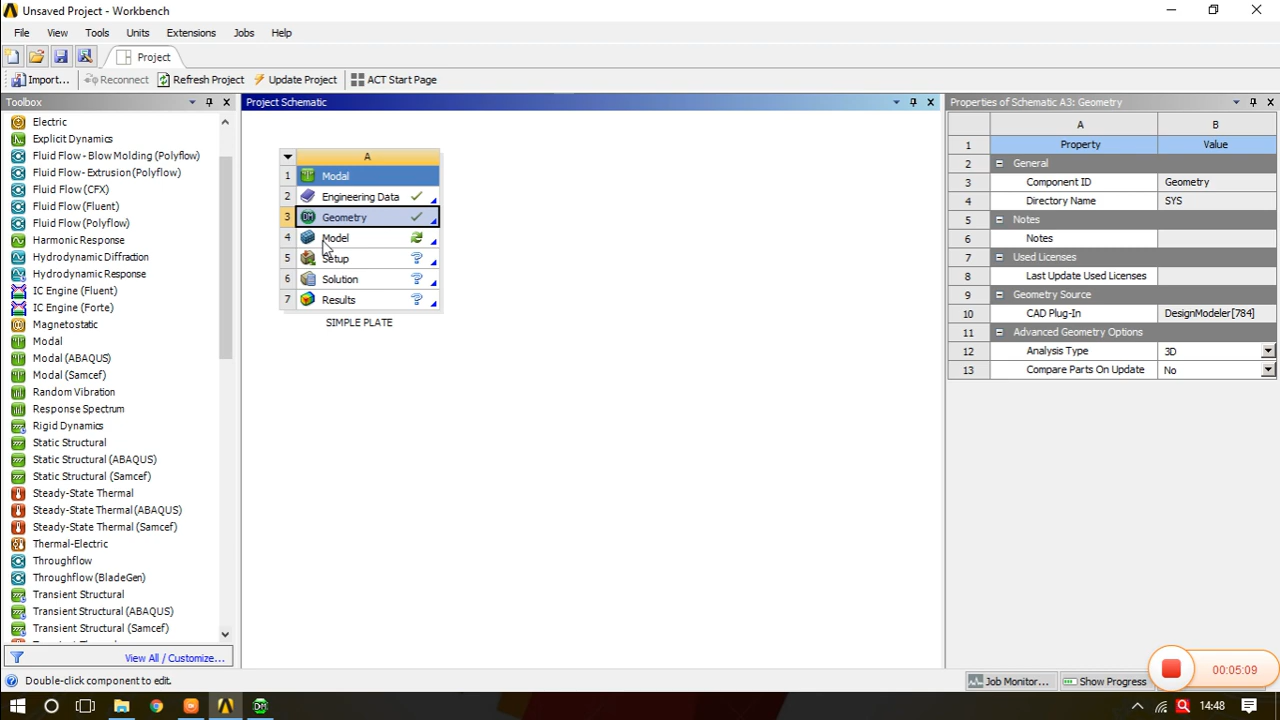 Unsaved Project - Workbench
File View Tools Units Extensions Jobs Help
Project
Import... Reconnect Refresh Project Update Project ACT Start Page
Toolbox
Electric
Explicit Dynamics
Fluid Flow - Blow Molding (Polyflow)
Fluid Flow - Extrusion (Polyflow)
Fluid Flow (CFX)
Fluid Flow (Fluent)
Fluid Flow (Polyflow)
Harmonic Response
Hydrodynamic Diffraction
Hydrodynamic Response
IC Engine (Fluent)
IC Engine (Forte)
Magnetostatic
Modal
Modal (ABAQUS)
Modal (Samcef)
Random Vibration
Response Spectrum
Rigid Dynamics
Static Structural
Static Structural (ABAQUS)
Static Structural (Samcef)
Steady-State Thermal
Steady-State Thermal (ABAQUS)
Steady-State Thermal (Samcef)
Thermal-Electric
Throughflow
Throughflow (BladeGen)
Transient Structural
Transient Structural (ABAQUS)
Transient Structural (Samcef)
View All / Customize...
Project Schematic
A
1 Modal
2 Engineering Data
3 DM Geometry
4 Model
5 Setup
6 Solution
7 Results
SIMPLE PLATE
Properties of Schematic A3: Geometry
A B
1 Property Value
2 General
3 Component ID Geometry
4 Directory Name SYS
5 Notes
6 Notes
7 Used Licenses
8 Last Update Used Licenses
9 Geometry Source
10 CAD Plug-In DesignModeler[784]
11 Advanced Geometry Options
12 Analysis Type 3D
13 Compare Parts On Update No
Double-click component to edit.
Job Monitor... Show Progress
00:05:09
DM
14:48